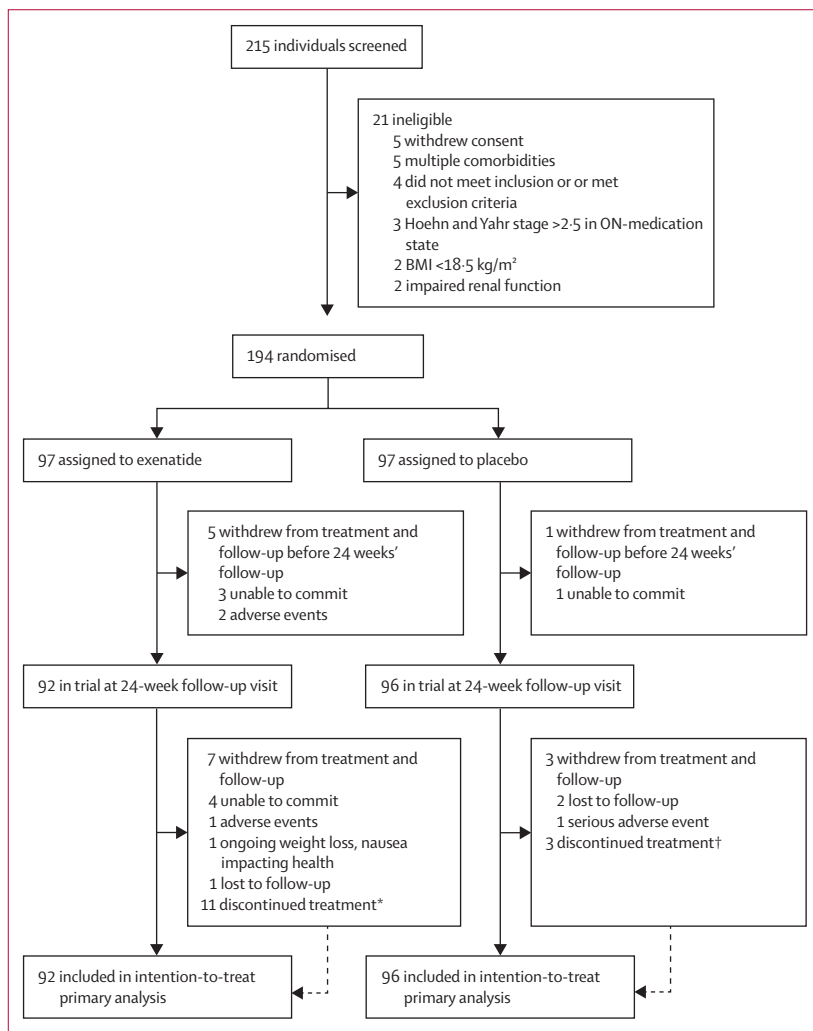 215 individuals screened
21 ineligible
5 withdrew consent
5 multiple comorbidities
4 did not meet inclusion or or met
exclusion criteria
3 Hoehn and Yahr stage >2·5 in ON-medication
state
2 BMI <18·5 kg/m²
2 impaired renal function
194 randomised
97 assigned to exenatide
97 assigned to placebo
5 withdrew from treatment and
follow-up before 24 weeks’
follow-up
3 unable to commit
2 adverse events
1 withdrew from treatment and
follow-up before 24 weeks’
follow-up
1 unable to commit
92 in trial at 24-week follow-up visit
96 in trial at 24-week follow-up visit
7 withdrew from treatment and
follow-up
4 unable to commit
1 adverse events
1 ongoing weight loss, nausea
impacting health
1 lost to follow-up
11 discontinued treatment*
3 withdrew from treatment and
follow-up
2 lost to follow-up
1 serious adverse event
3 discontinued treatment†
92 included in intention-to-treat
primary analysis
96 included in intention-to-treat
primary analysis